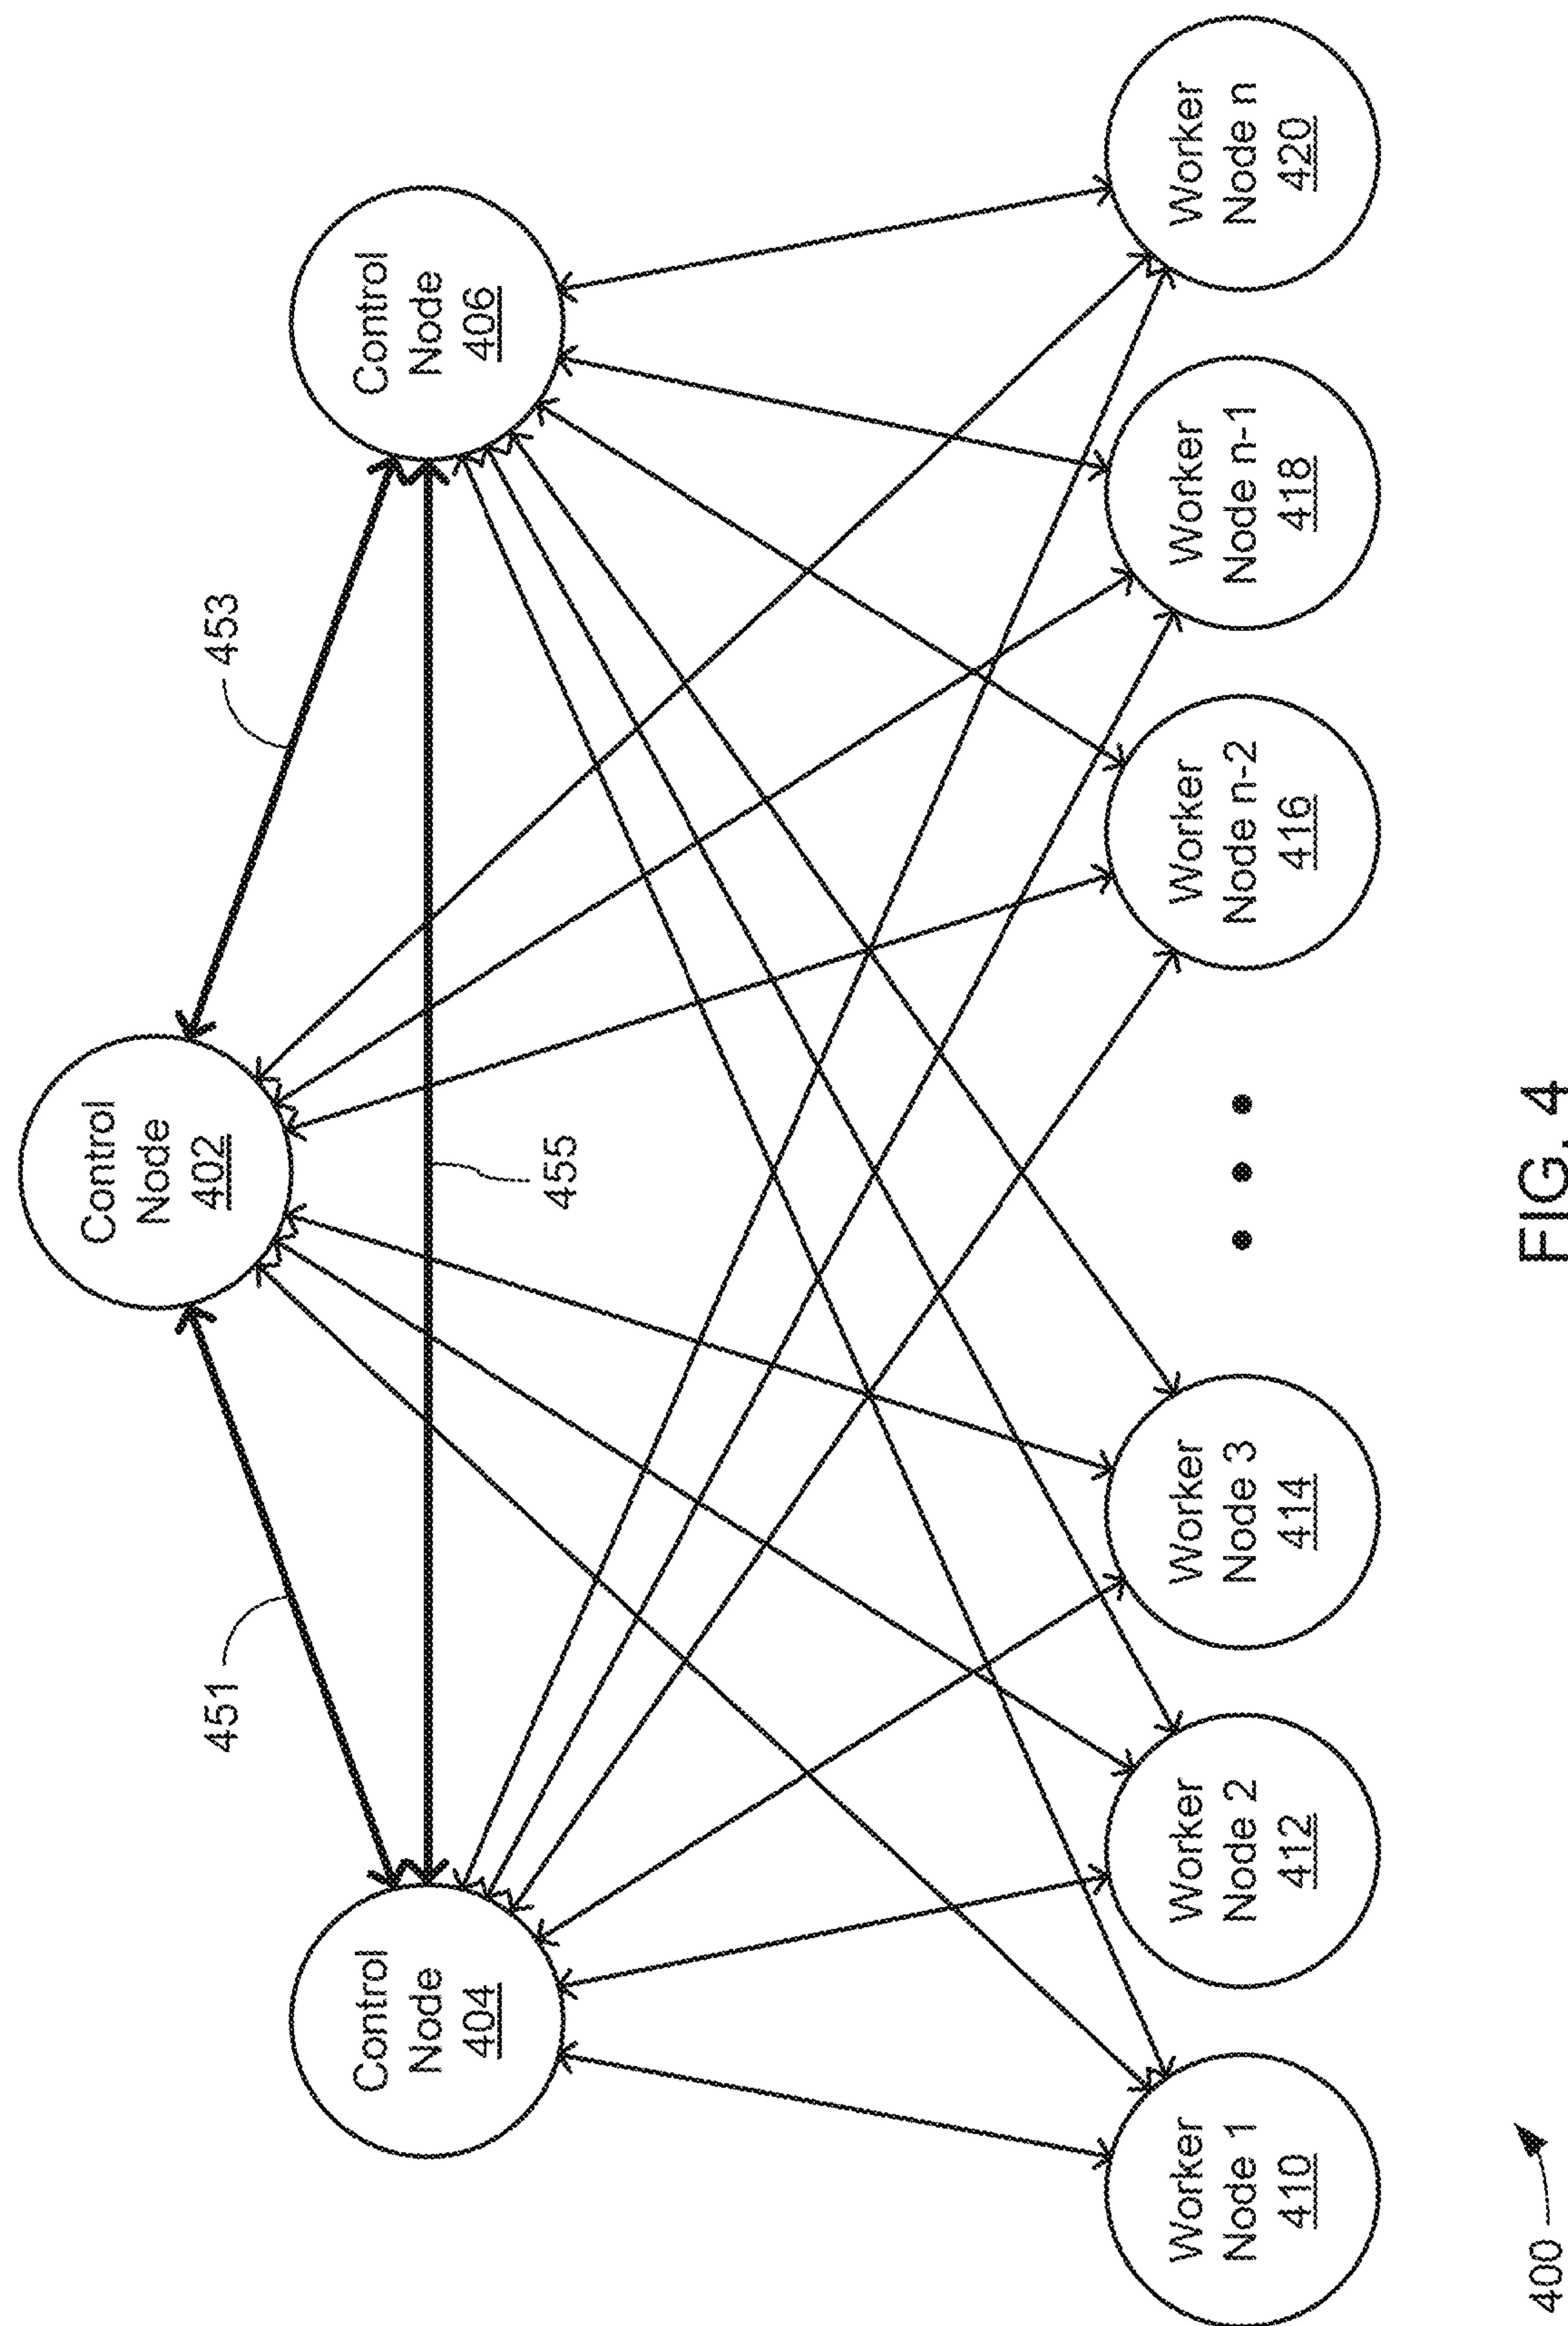 Control
Node
402
451
453
Control
Node
404
Control
Node
406
455
Worker
Node 1
410
Worker
Node 2
412
Worker
Node 3
414
Worker
Node n-2
416
Worker
Node n-1
418
Worker
Node n
420
400
FIG. 4